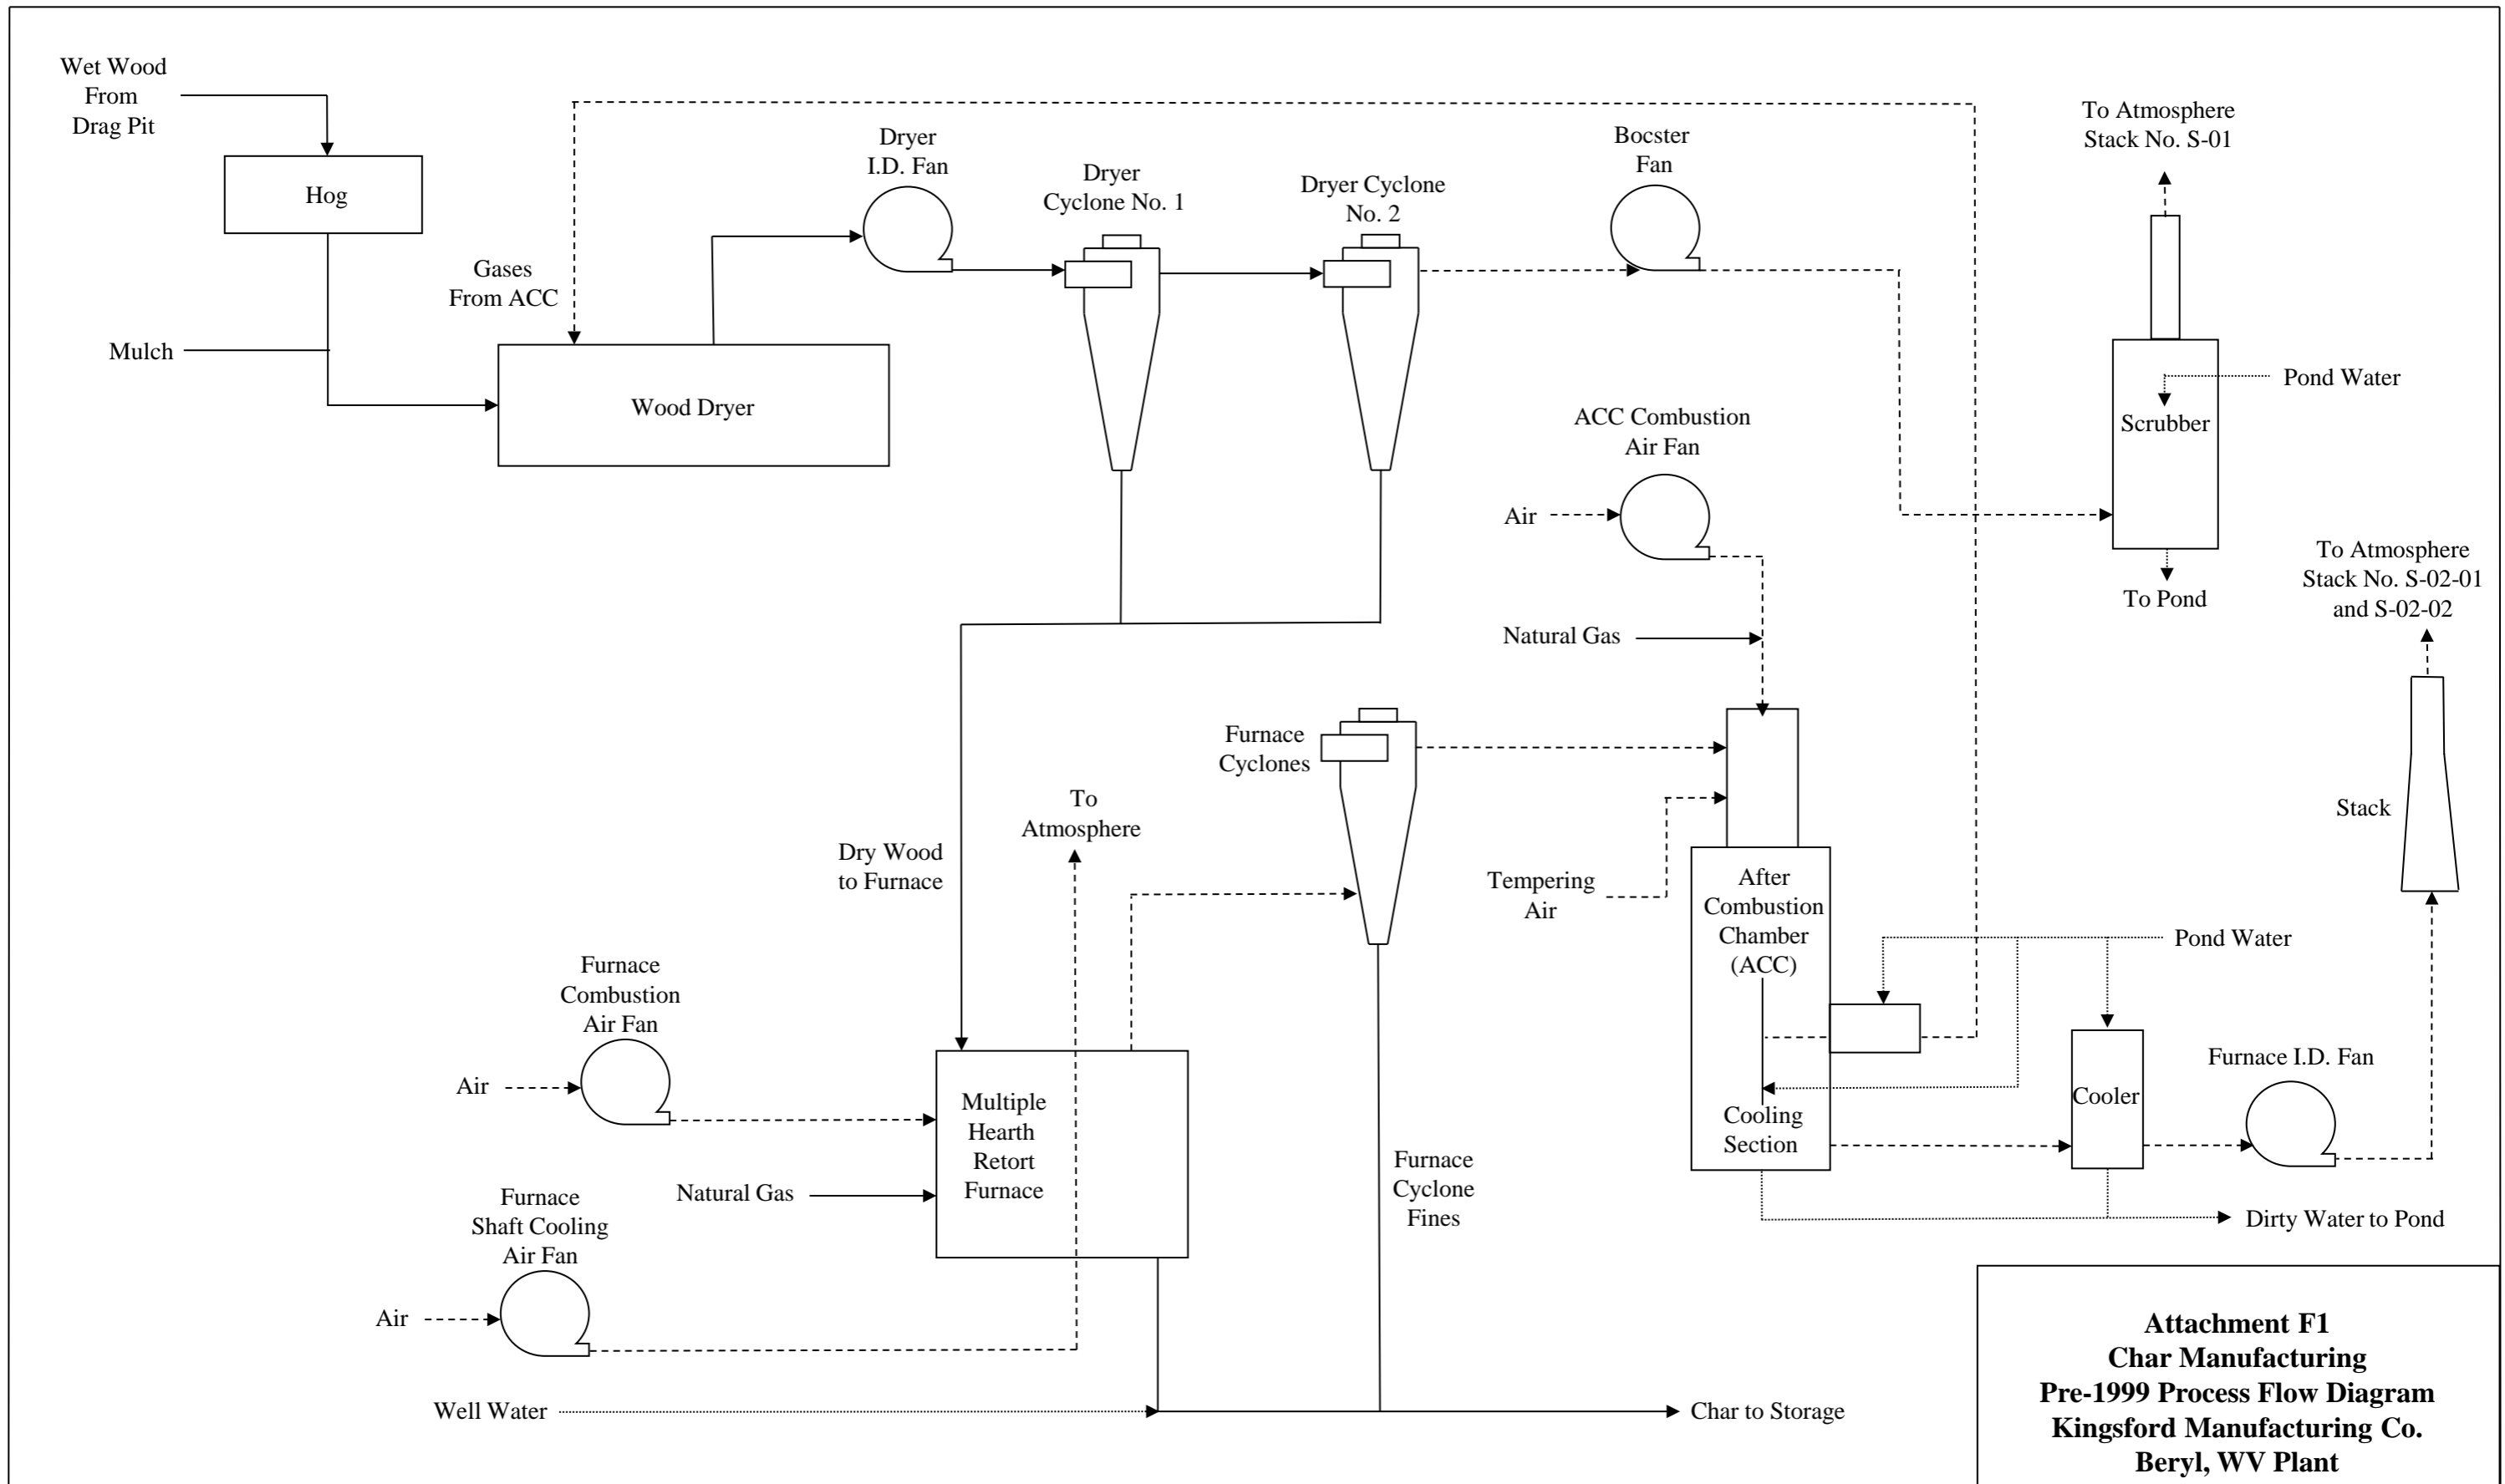 Wet Wood
From
Drag Pit
Hog
Mulch
Gases
From ACC
Wood Dryer
Dryer
I.D. Fan
Dryer
Cyclone No. 1
Dryer Cyclone
No. 2
Bocster
Fan
To Atmosphere
Stack No. S-01
Pond Water
Scrubber
To Pond
ACC Combustion
Air Fan
Air
Natural Gas
To Atmosphere
Stack No. S-02-01
and S-02-02
Stack
Furnace
Cyclones
To
Atmosphere
Dry Wood
to Furnace
Tempering
Air
After
Combustion
Chamber
(ACC)
Cooling
Section
Pond Water
Cooler
Furnace I.D. Fan
Dirty Water to Pond
Furnace
Combustion
Air Fan
Air
Multiple
Hearth
Retort
Furnace
Natural Gas
Furnace
Shaft Cooling
Air Fan
Air
Furnace
Cyclone
Fines
Well Water
Char to Storage
Attachment F1
Char Manufacturing
Pre-1999 Process Flow Diagram
Kingsford Manufacturing Co.
Beryl, WV Plant